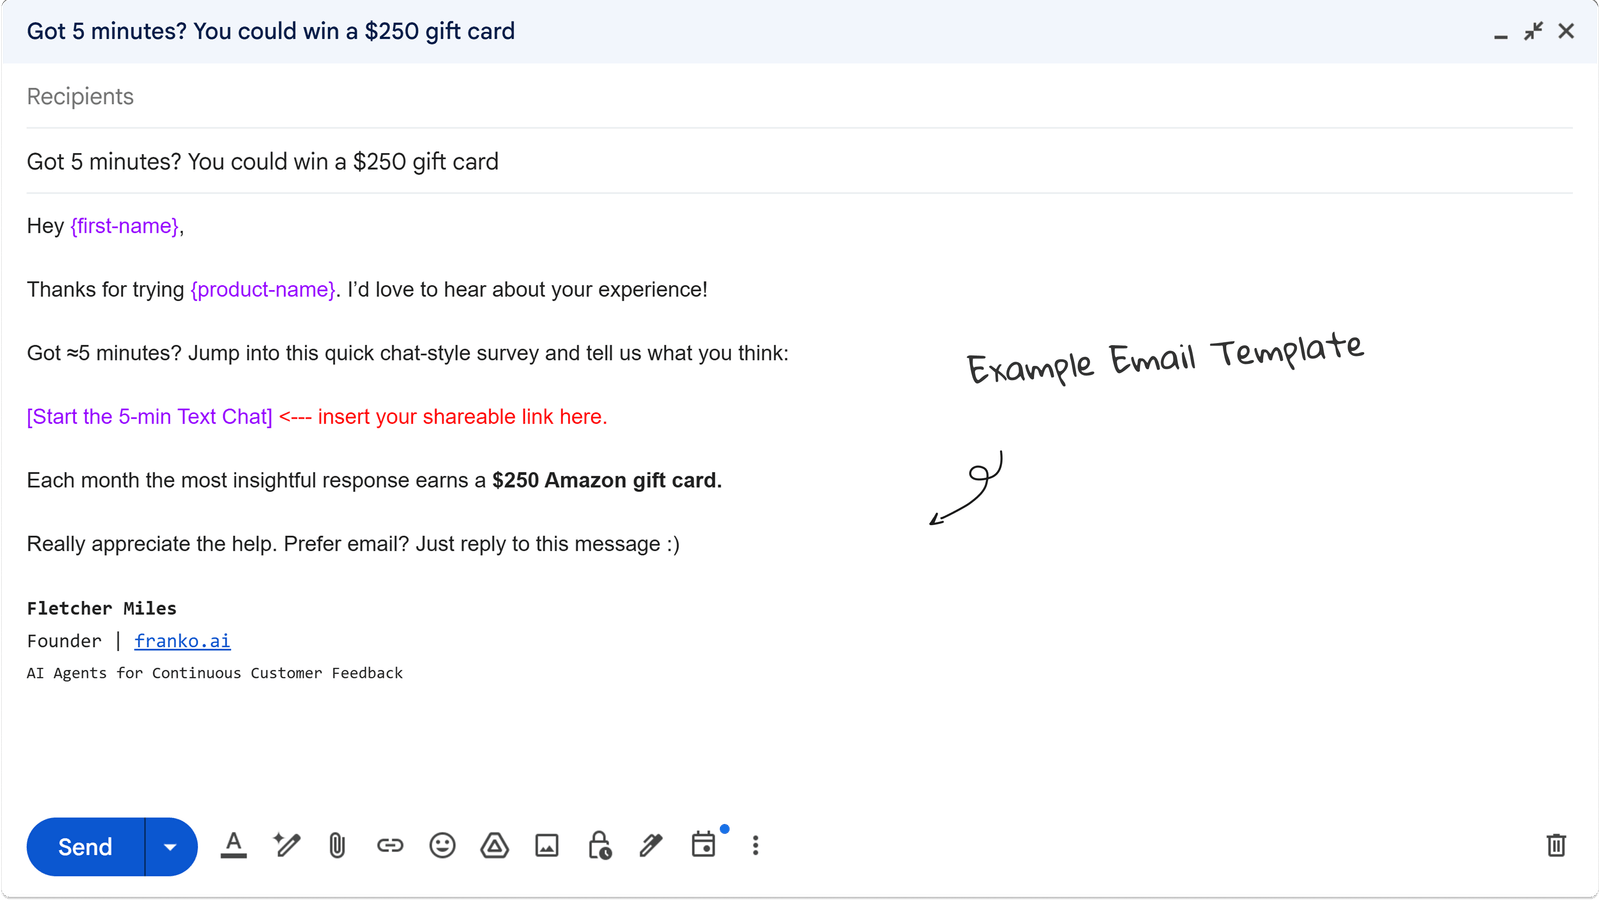 Got 5 minutes? You could win a $250 gift card
Recipients
Got 5 minutes? You could win a $250 gift card
Hey {first-name},
Thanks for trying {product-name}. I’d love to hear about your experience!
Got ≈5 minutes? Jump into this quick chat-style survey and tell us what you think:
Example Email Template
[Start the 5-min Text Chat] <--- insert your shareable link here.
Each month the most insightful response earns a $250 Amazon gift card.
Really appreciate the help. Prefer email? Just reply to this message :)
Fletcher Miles
Founder | franko.ai
AI Agents for Continuous Customer Feedback
Send